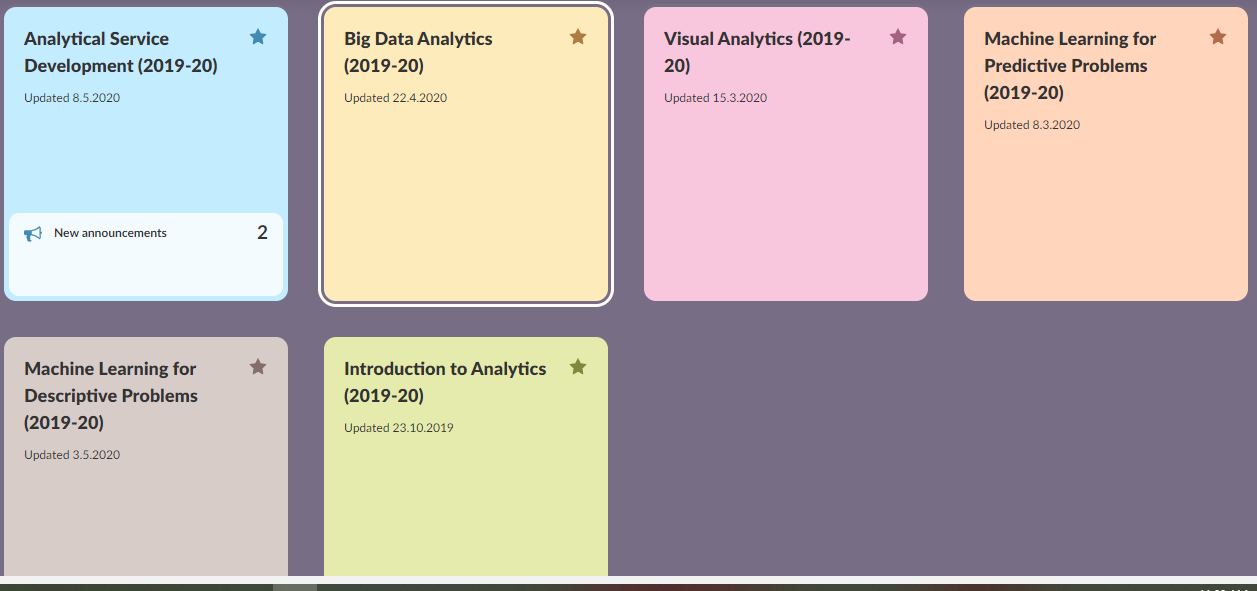 Analytical Service
Development (2019-20)
Updated 8.5.2020
New announcements 2
Big Data Analytics
(2019-20)
Updated 22.4.2020
Visual Analytics (2019-
20)
Updated 15.3.2020
Machine Learning for
Predictive Problems
(2019-20)
Updated 8.3.2020
Machine Learning for
Descriptive Problems
(2019-20)
Updated 3.5.2020
Introduction to Analytics
(2019-20)
Updated 23.10.2019